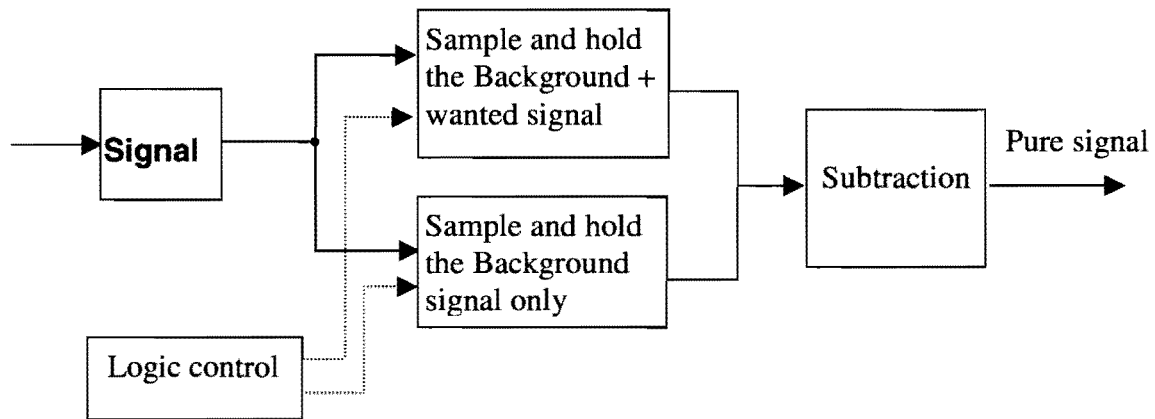 Sample and hold
the Background +
wanted signal
Signal
Pure signal
Subtraction
Sample and hold
the Background
signal only
Logic control